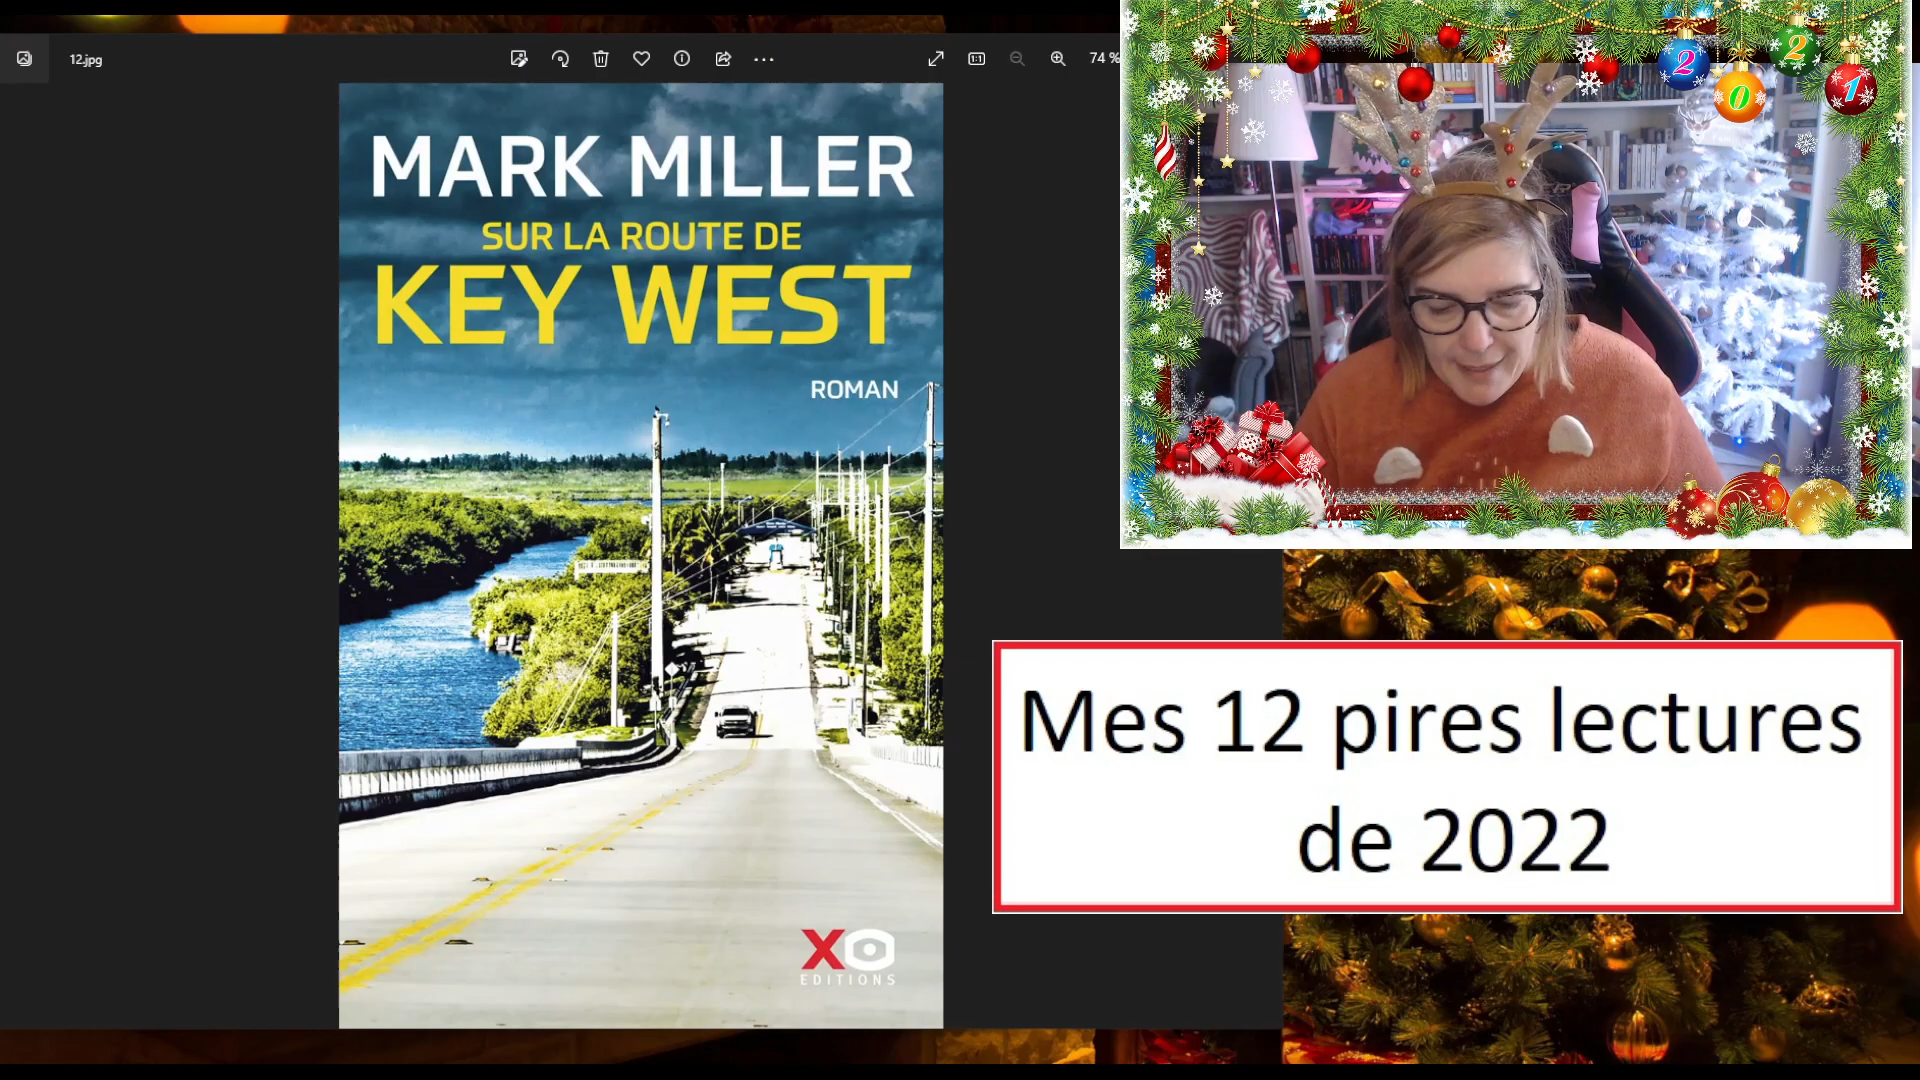 12.jpg
74 %
MARK MILLER
SUR LA ROUTE DE
KEY WEST
ROMAN
XO
EDITIONS
2 0 2 1
Mes 12 pires lectures
de 2022